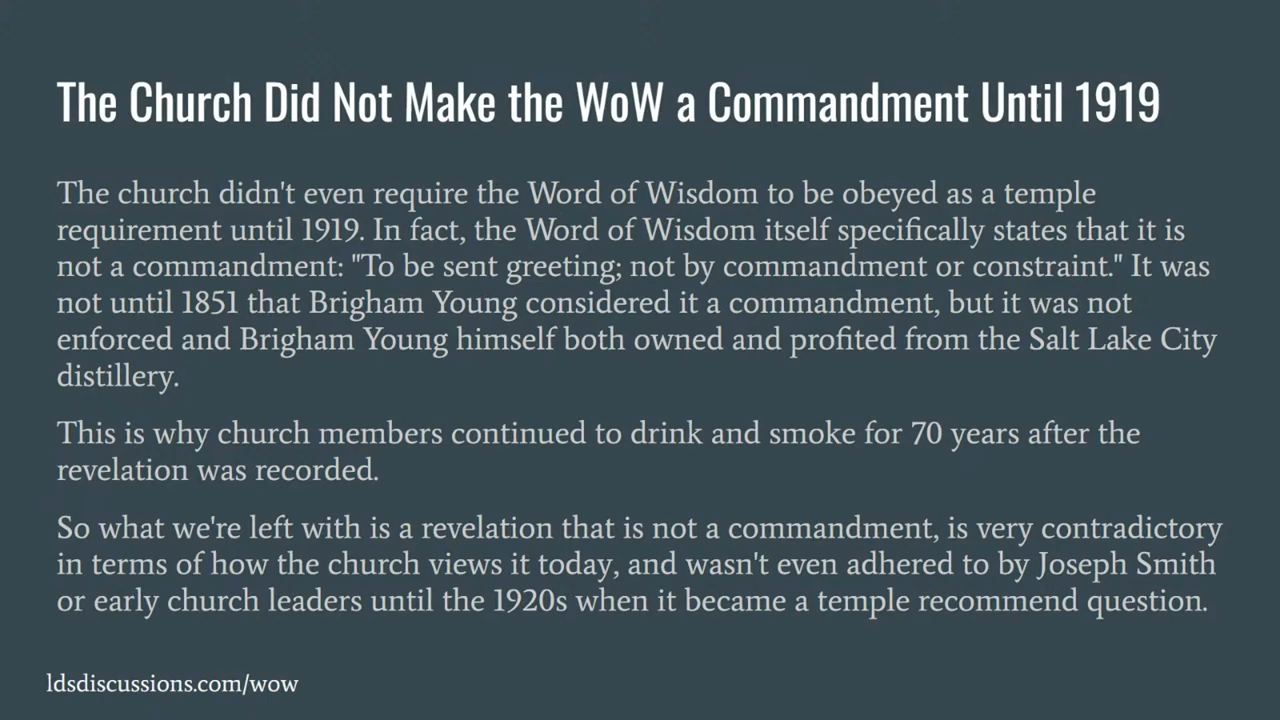 The Church Did Not Make the WoW a Commandment Until 1919
The church didn't even require the Word of Wisdom to be obeyed as a temple
requirement until 1919. In fact, the Word of Wisdom itself specifically states that it is
not a commandment: "To be sent greeting; not by commandment or constraint." It was
not until 1851 that Brigham Young considered it a commandment, but it was not
enforced and Brigham Young himself both owned and profited from the Salt Lake City
distillery.
This is why church members continued to drink and smoke for 70 years after the
revelation was recorded.
So what we're left with is a revelation that is not a commandment, is very contradictory
in terms of how the church views it today, and wasn't even adhered to by Joseph Smith
or early church leaders until the 1920s when it became a temple recommend question.
ldsdiscussions.com/wow